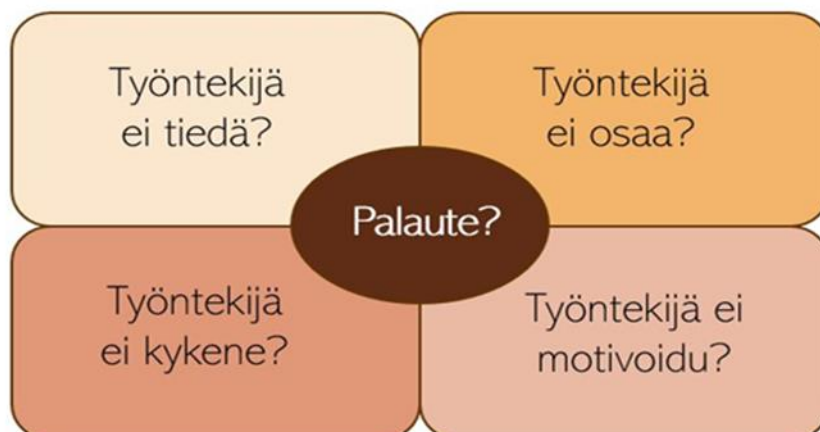 Työntekijä
ei tiedä?
Työntekijä
ei osaa?
Palaute?
Työntekijä
ei kykene?
Työntekijä ei
motivoidu?